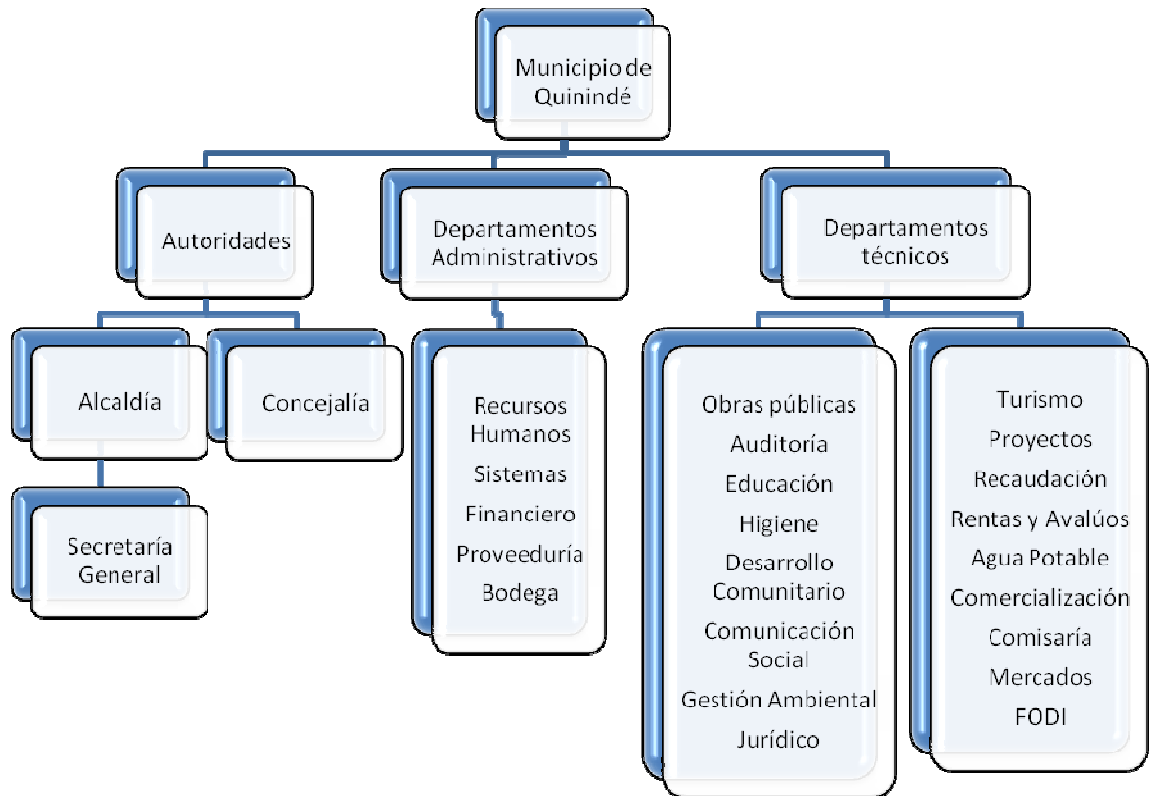 Municipio de
Quinindé
Autoridades
Departamentos
Administrativos
Departamentos
técnicos
Alcaldía
Concejalía
Secretaría
General
Recursos
Humanos
Sistemas
Financiero
Proveeduría
Bodega
Obras públicas
Auditoría
Educación
Higiene
Desarrollo
Comunitario
Comunicación
Social
Gestión Ambiental
Jurídico
Turismo
Proyectos
Recaudación
Rentas y Avalúos
Agua Potable
Comercialización
Comisaría
Mercados
FODI